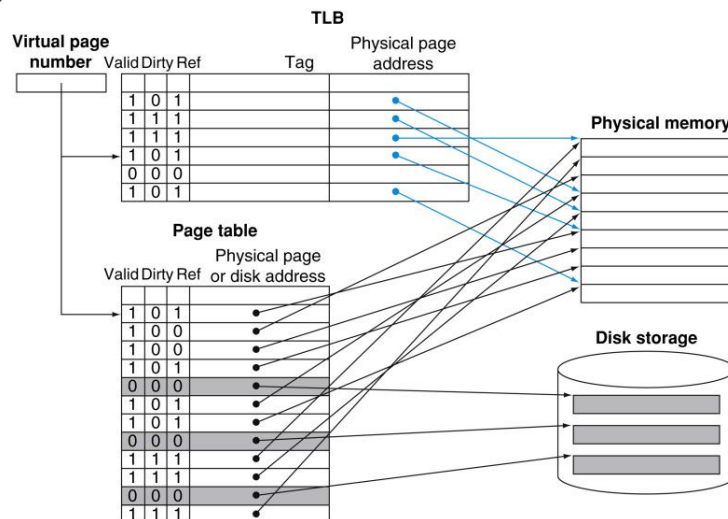 TLB
Virtual page
number
Valid Dirty Ref
Tag
Physical page
address
1 0 1
1 1 1
1 1 1
1 0 1
0 0 0
1 0 1
Physical memory
Page table
Physical page
or disk address
Valid Dirty Ref
1 0 1
1 0 0
1 0 0
1 0 1
0 0 0
1 0 1
1 0 1
0 0 0
1 1 1
1 1 1
0 0 0
1 1 1
Disk storage